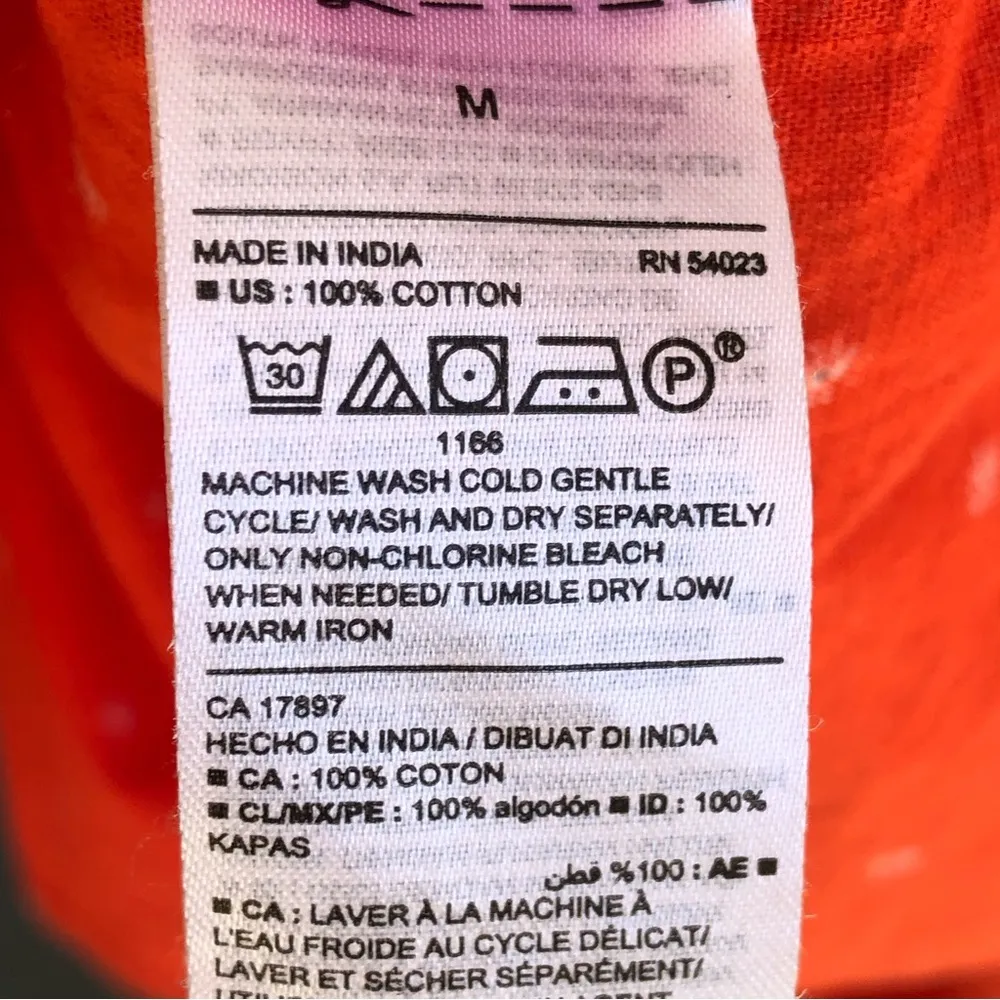 M
MADE IN INDIA RN 54023
■ US : 100% COTTON
30 P ®
1166
MACHINE WASH COLD GENTLE
CYCLE/ WASH AND DRY SEPARATELY/
ONLY NON-CHLORINE BLEACH
WHEN NEEDED/ TUMBLE DRY LOW/
WARM IRON
CA 17897
HECHO EN INDIA / DIBUAT DI INDIA
■ CA : 100% COTON
■ CL/MX/PE : 100% algodón ■ ID : 100%
KAPAS
■ AE : 100% قطن
■ CA : LAVER À LA MACHINE À
L'EAU FROIDE AU CYCLE DÉLICAT/
LAVER ET SÉCHER SÉPARÉMENT/